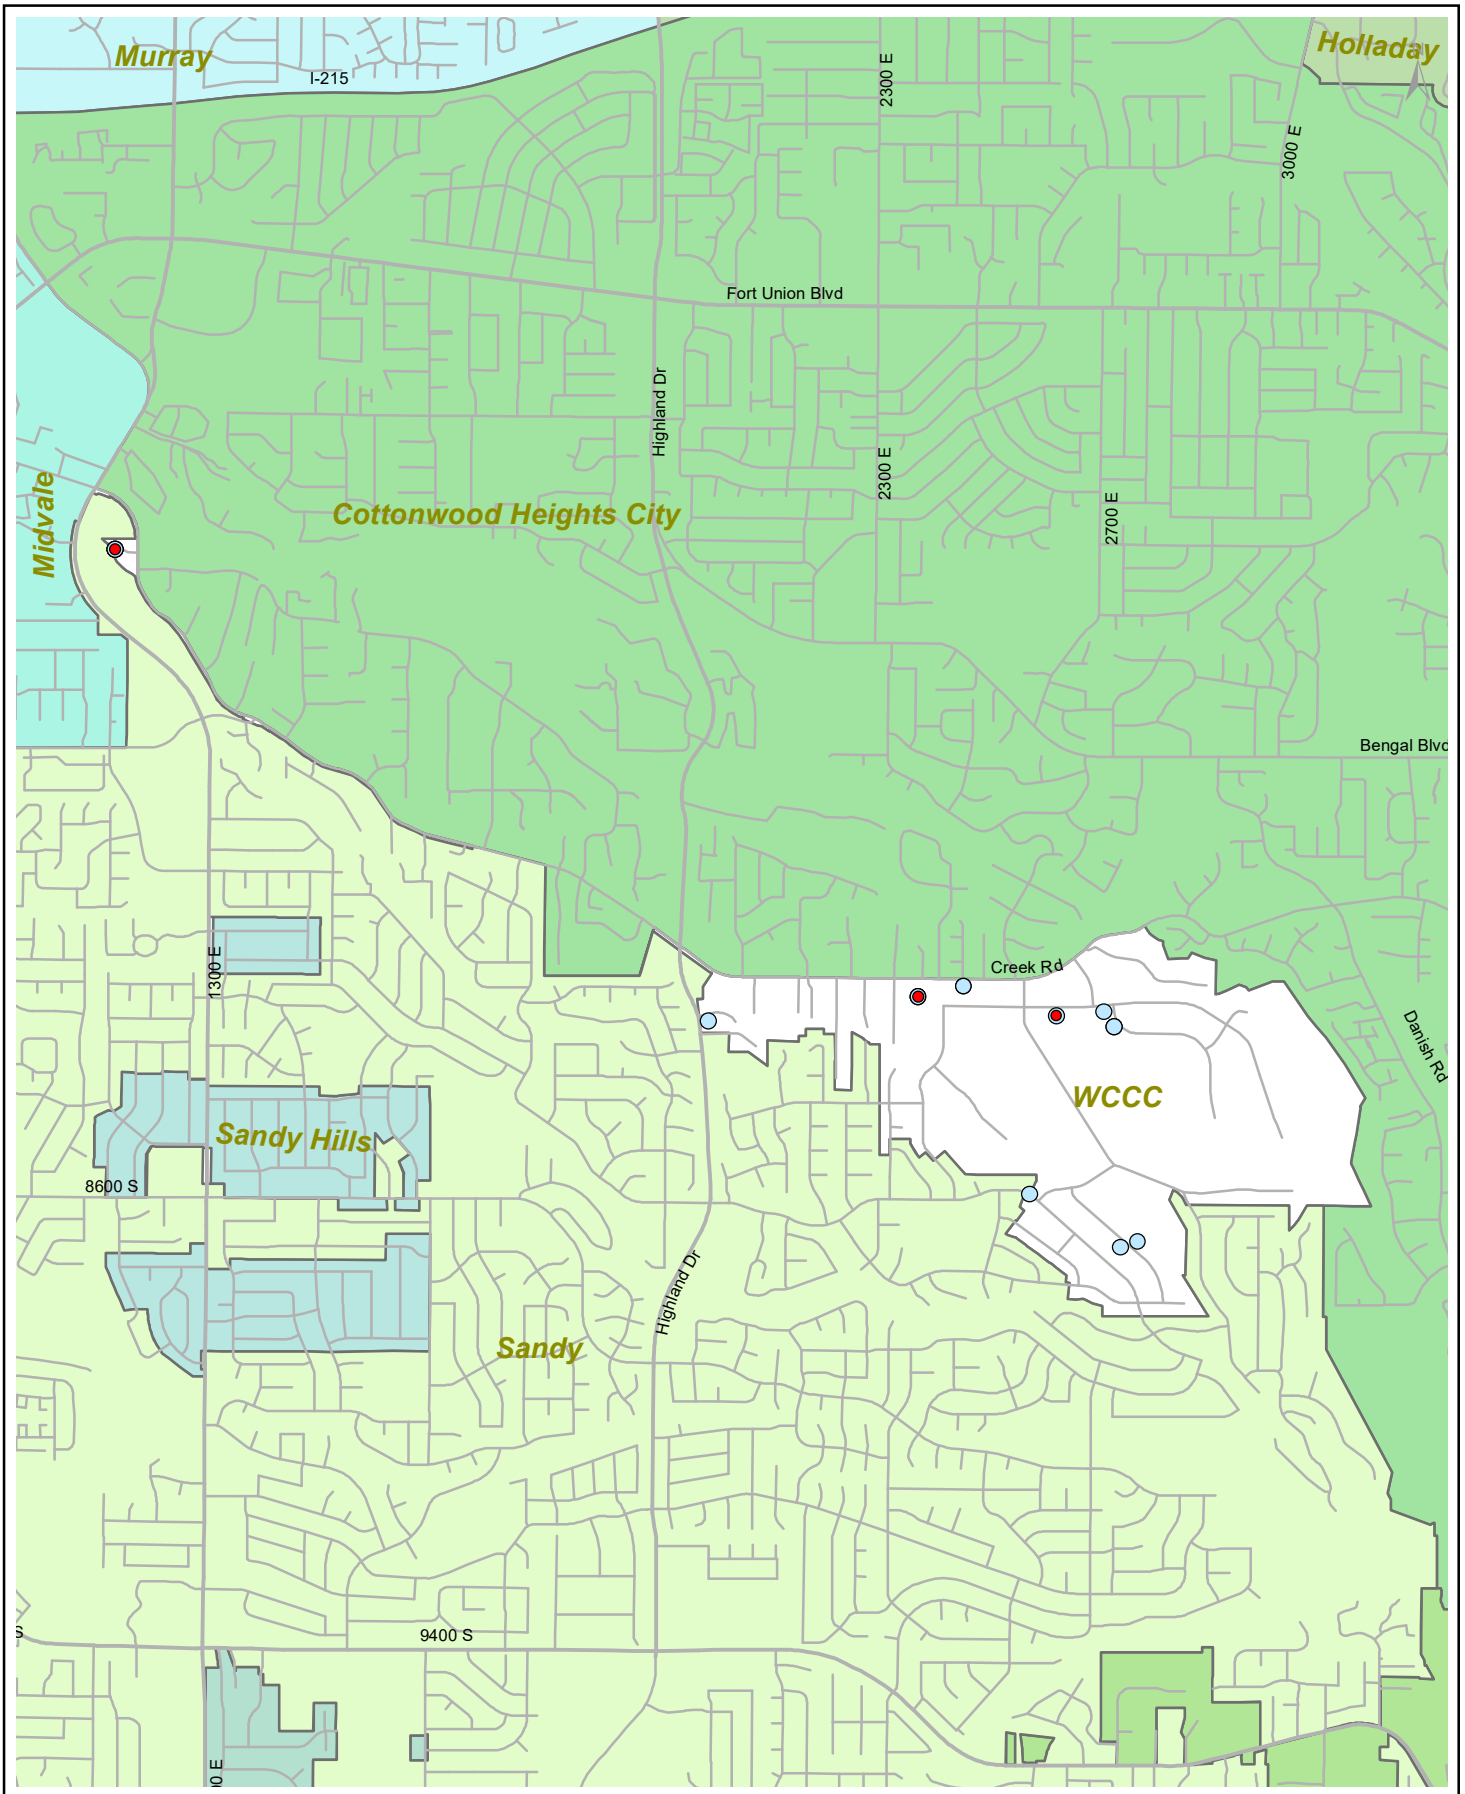 Murray
Holladay
I-215
2300 E
3000 E
Fort Union Blvd
Highland Dr
2300 E
2700 E
Midvale
Cottonwood Heights City
Bengal Blvd
1300 E
Creek Rd
Danish Rd
WCCC
Sandy Hills
8600 S
Highland Dr
Sandy
S
9400 S
00 E